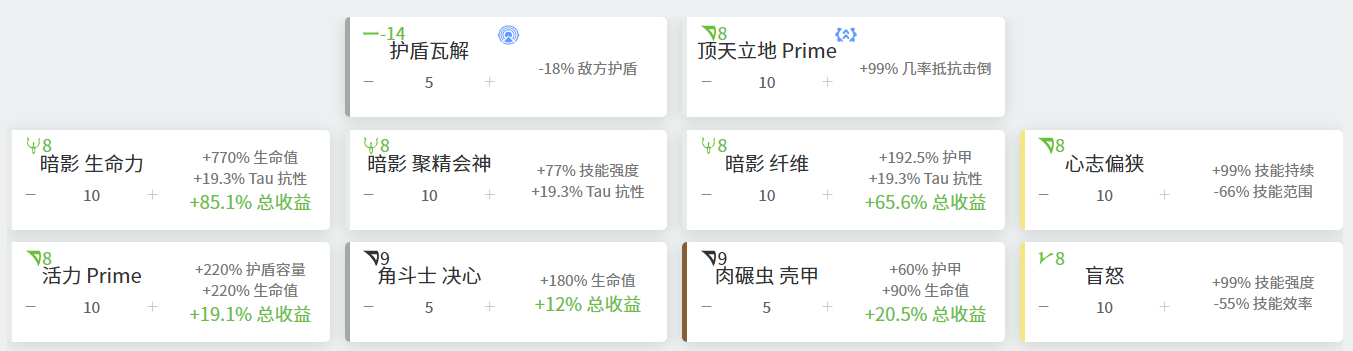 -14
护盾瓦解
− 5 +
-18% 敌方护盾
8
顶天立地 Prime
− 10 +
+99% 几率抵抗击倒
8
暗影 生命力
− 10 +
+770% 生命值
+19.3% Tau 抗性
+85.1% 总收益
8
暗影 聚精会神
− 10 +
+77% 技能强度
+19.3% Tau 抗性
8
暗影 纤维
− 10 +
+192.5% 护甲
+19.3% Tau 抗性
+65.6% 总收益
8
心志偏狭
− 10 +
+99% 技能持续
-66% 技能范围
8
活力 Prime
− 10 +
+220% 护盾容量
+220% 生命值
+19.1% 总收益
9
角斗士 决心
− 5 +
+180% 生命值
+12% 总收益
9
肉碾虫 壳甲
− 5 +
+60% 护甲
+90% 生命值
+20.5% 总收益
8
盲怒
− 10 +
+99% 技能强度
-55% 技能效率